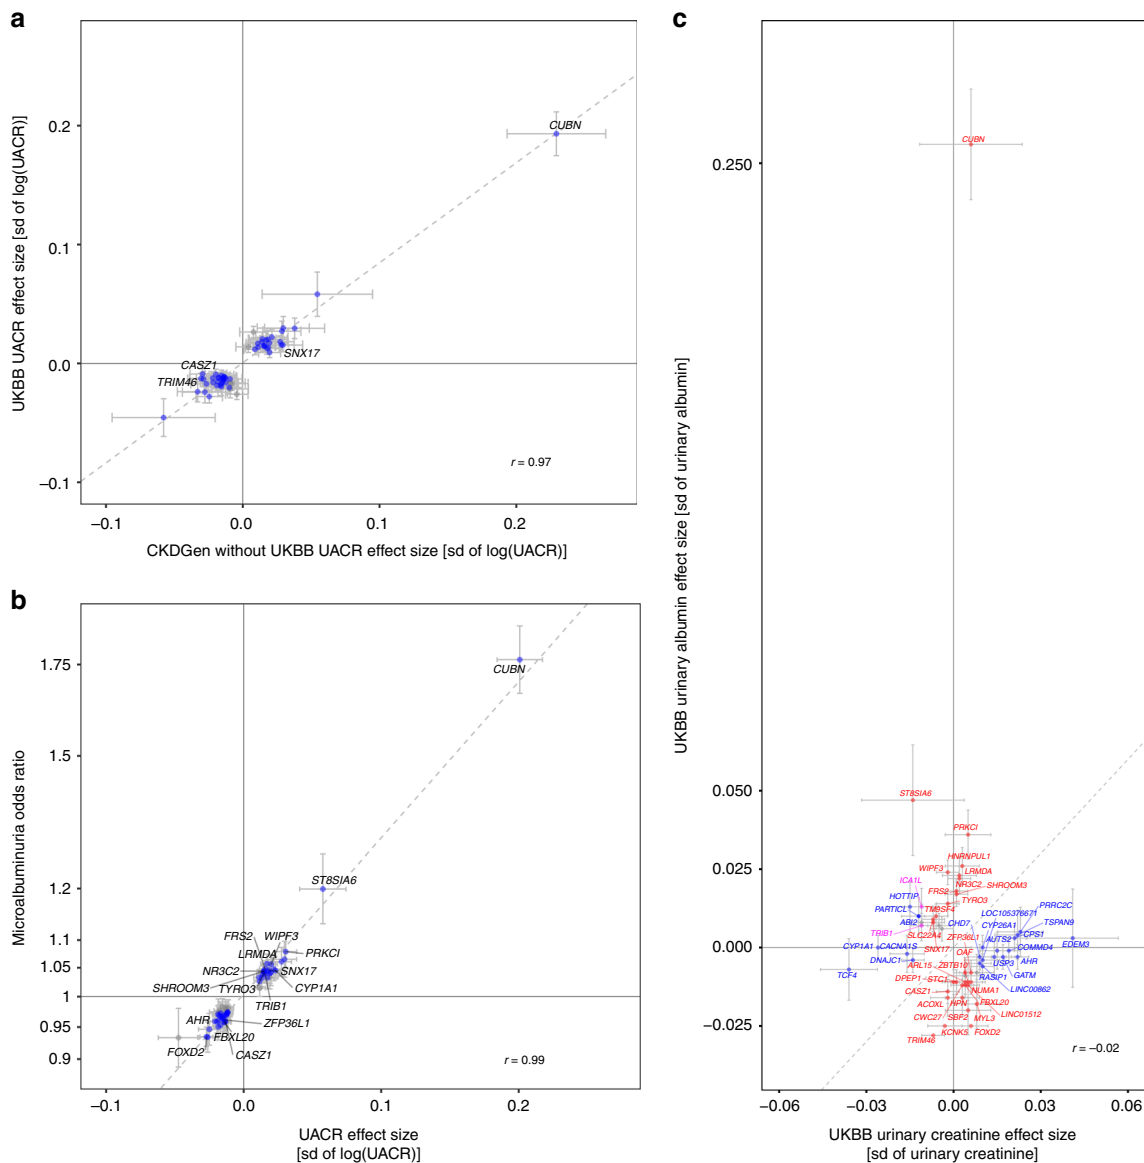 a
UKBB UACR effect size [sd of log(UACR)]
0.2
0.1
0.0
−0.1
CUBN
SNX17
CASZ1
TRIM46
r = 0.97
−0.1
0.0
0.1
0.2
CKDGen without UKBB UACR effect size [sd of log(UACR)]
b
Microalbuminuria odds ratio
1.75
1.5
1.2
1.1
1.05
1
0.95
0.9
CUBN
ST8SIA6
FRS2
WIPF3
LRMDA
PRKCI
NR3C2
SNX17
SHROOM3
TYRO3
CYP1A1
TRIB1
AHR
ZFP36L1
FBXL20
FOXD2
CASZ1
r = 0.99
−0.1
0.0
0.1
0.2
UACR effect size
[sd of log(UACR)]
c
UKBB urinary albumin effect size [sd of urinary albumin]
0.250
0.050
0.025
0.000
−0.025
CUBN
ST8SIA6
PRKCI
HNRNPUL1
WIPF3
LRMDA
ICA1L
NR3C2
SHROOM3
HOTTIP
FRS2
TYRO3
PARTICL
TM9SF4
LOC105378671
PRRC2C
ABI2
CHD7
CYP26A1
TSPAN9
TRIB1
SLC22A4
ZFP36L1
AUTS2
CPS1
CYP1A1
CACNA1S
SNX17
OAF
COMMD4
EDEM3
DNAJC1
ARL15
ZBTB10
USP3
AHR
TCF4
DPEP1
STC1
RASIP1
GATM
CASZ1
NUMA1
LINC00862
ACOXL
HPN
FBXL20
CWC27
SBF2
MYL3
LINC01512
TRIM46
KCNK5
FOXD2
r = −0.02
−0.06
−0.03
0.00
0.03
0.06
UKBB urinary creatinine effect size
[sd of urinary creatinine]